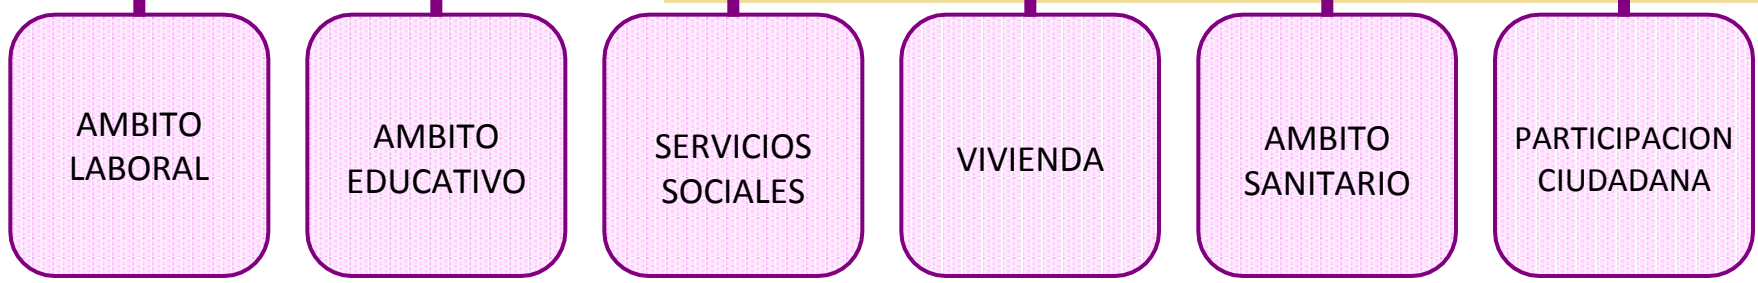 AMBITO
LABORAL
AMBITO
EDUCATIVO
SERVICIOS
SOCIALES
VIVIENDA
AMBITO
SANITARIO
PARTICIPACION
CIUDADANA